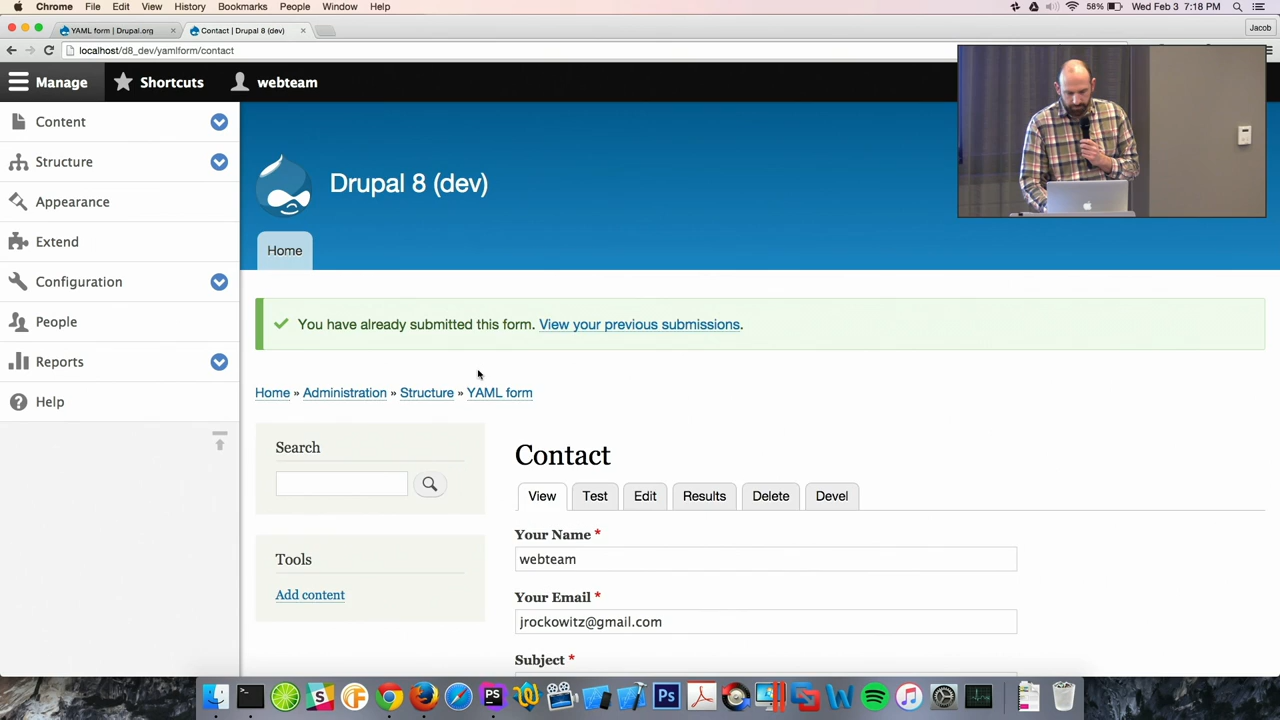 Chrome File Edit View History Bookmarks People Window Help 58% Wed Feb 3 7:18 PM
YAML form | Drupal.org Contact | Drupal 8 (dev) Jacob
localhost/d8_dev/yamlform/contact
Manage Shortcuts webteam
Content
Structure
Appearance
Extend
Configuration
People
Reports
Help
Drupal 8 (dev)
Home
You have already submitted this form. View your previous submissions.
Home » Administration » Structure » YAML form
Search
Tools
Add content
Contact
View Test Edit Results Delete Devel
Your Name *
webteam
Your Email *
jrockowitz@gmail.com
Subject *